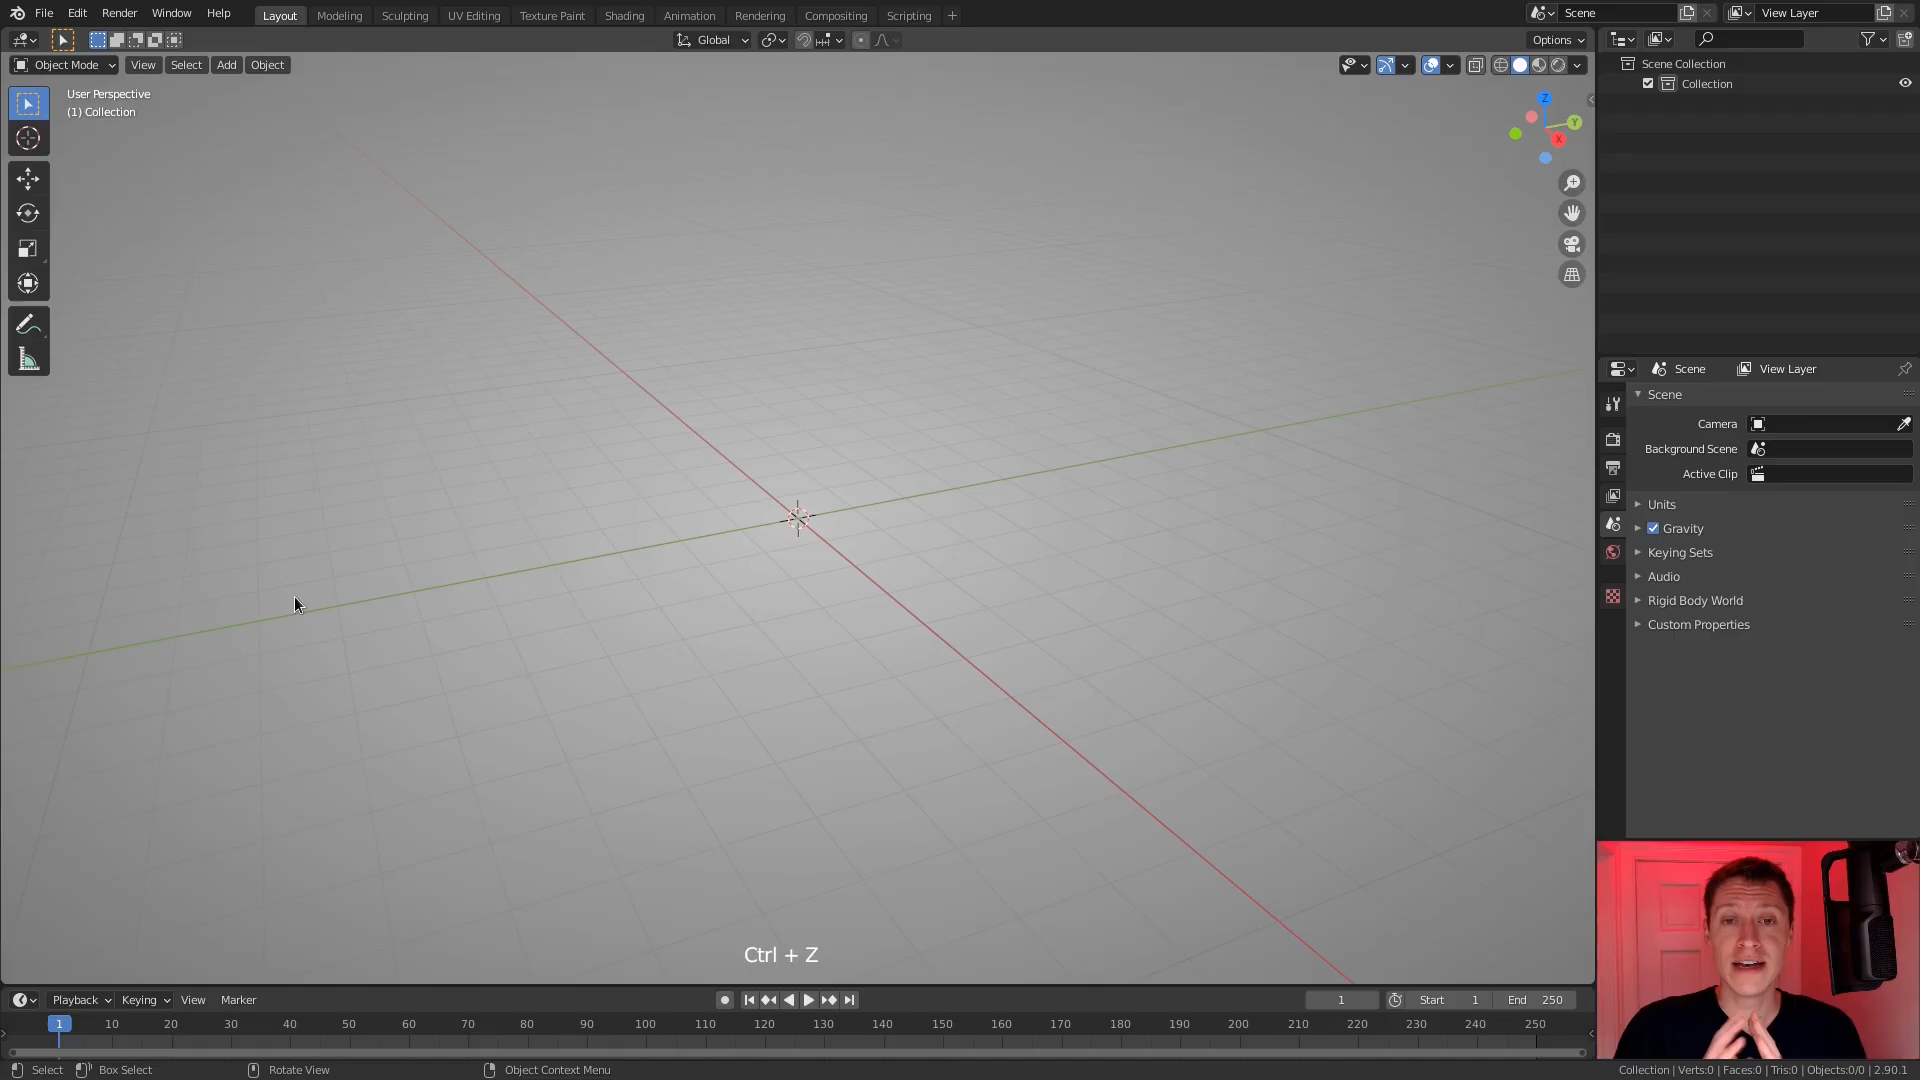 File Edit Render Window Help Layout Modeling Sculpting UV Editing Texture Paint Shading Animation Rendering Compositing Scripting + Scene View Layer
Global Options
Object Mode View Select Add Object
User Perspective
(1) Collection
Z
Y
X
Scene Collection
Collection
Scene View Layer
Scene
Camera
Background Scene
Active Clip
Units
Gravity
Keying Sets
Audio
Rigid Body World
Custom Properties
Ctrl + Z
Playback Keying View Marker 1 Start 1 End 250
1 10 20 30 40 50 60 70 80 90 100 110 120 130 140 150 160 170 180 190 200 210 220 230 240 250
Select Box Select Rotate View Object Context Menu Collection | Verts:0 | Faces:0 | Tris:0 | Objects:0/0 | 2.90.1